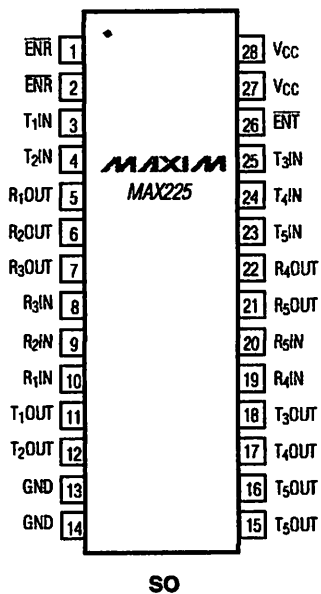 ENR 1
ENR 2
T1IN 3
T2IN 4
R1OUT 5
R2OUT 6
R3OUT 7
R3IN 8
R2IN 9
R1IN 10
T1OUT 11
T2OUT 12
GND 13
GND 14
MAXIM
MAX225
28 VCC
27 VCC
26 ENT
25 T3IN
24 T4IN
23 T5IN
22 R4OUT
21 R5OUT
20 R5IN
19 R4IN
18 T3OUT
17 T4OUT
16 T5OUT
15 T5OUT
SO